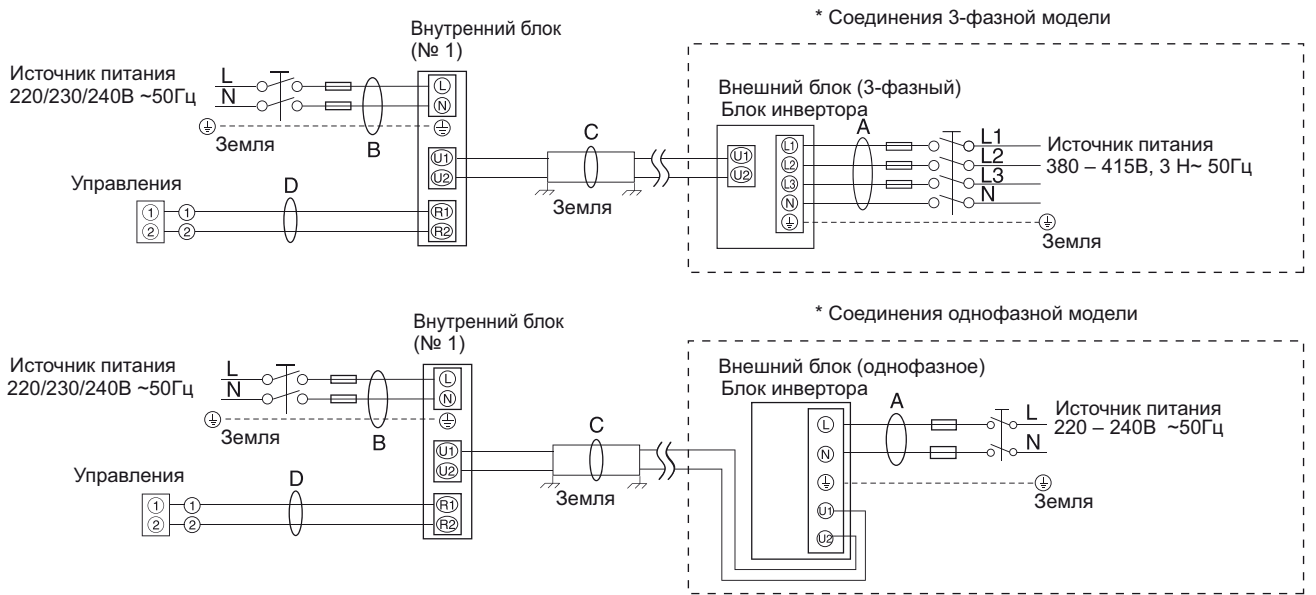 * Соединения 3-фазной модели
Внутренний блок
(№ 1)
Источник питания
220/230/240В ~50Гц
L
N
Земля
B
L
N
U1
U2
R1
R2
Управления
1
2
1
2
D
C
Земля
Внешний блок (3-фазный)
Блок инвертора
U1
U2
L1
L2
L3
N
A
L1
L2
L3
N
Источник питания
380 – 415В, 3 Н~ 50Гц
Земля
* Соединения однофазной модели
Внутренний блок
(№ 1)
Источник питания
220/230/240В ~50Гц
L
N
Земля
B
L
N
U1
U2
R1
R2
Управления
1
2
1
2
D
C
Земля
Внешний блок (однофазное)
Блок инвертора
L
N
U1
U2
A
L
N
Источник питания
220 – 240В ~50Гц
Земля